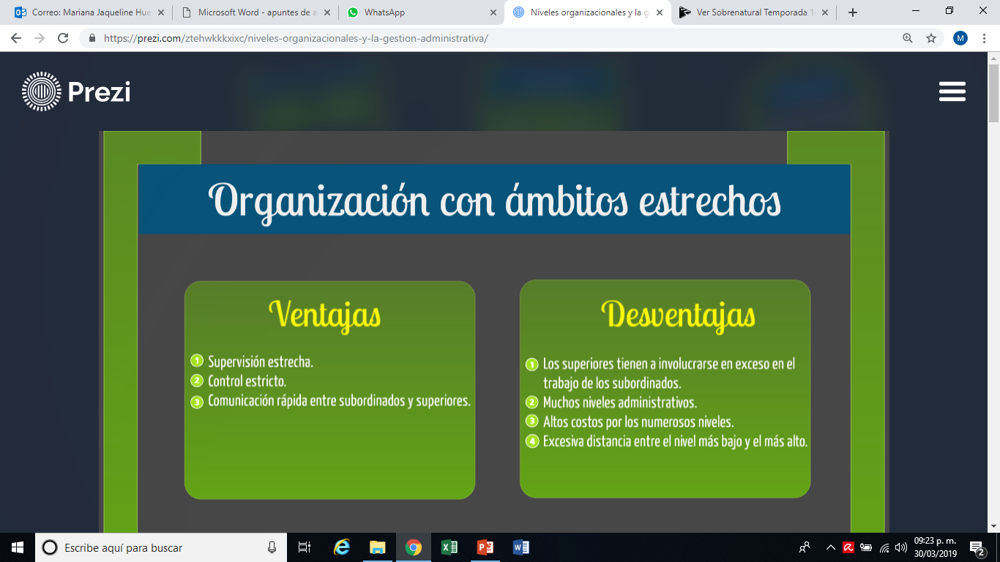 Correo: Mariana Jaqueline Hue
Microsoft Word - apuntes de a
WhatsApp
Niveles organizacionales y la g
Ver Sobrenatural Temporada 1
https://prezi.com/ztehwkkkxixc/niveles-organizacionales-y-la-gestion-administrativa/
M
Prezi
Organización con ámbitos estrechos
Ventajas
1 Supervisión estrecha.
2 Control estricto.
3 Comunicación rápida entre subordinados y superiores.
Desventajas
1 Los superiores tienen a involucrarse en exceso en el
trabajo de los subordinados.
2 Muchos niveles administrativos.
3 Altos costos por los numerosos niveles.
4 Excesiva distancia entre el nivel más bajo y el más alto.
Escribe aquí para buscar
09:23 p. m.
30/03/2019
2